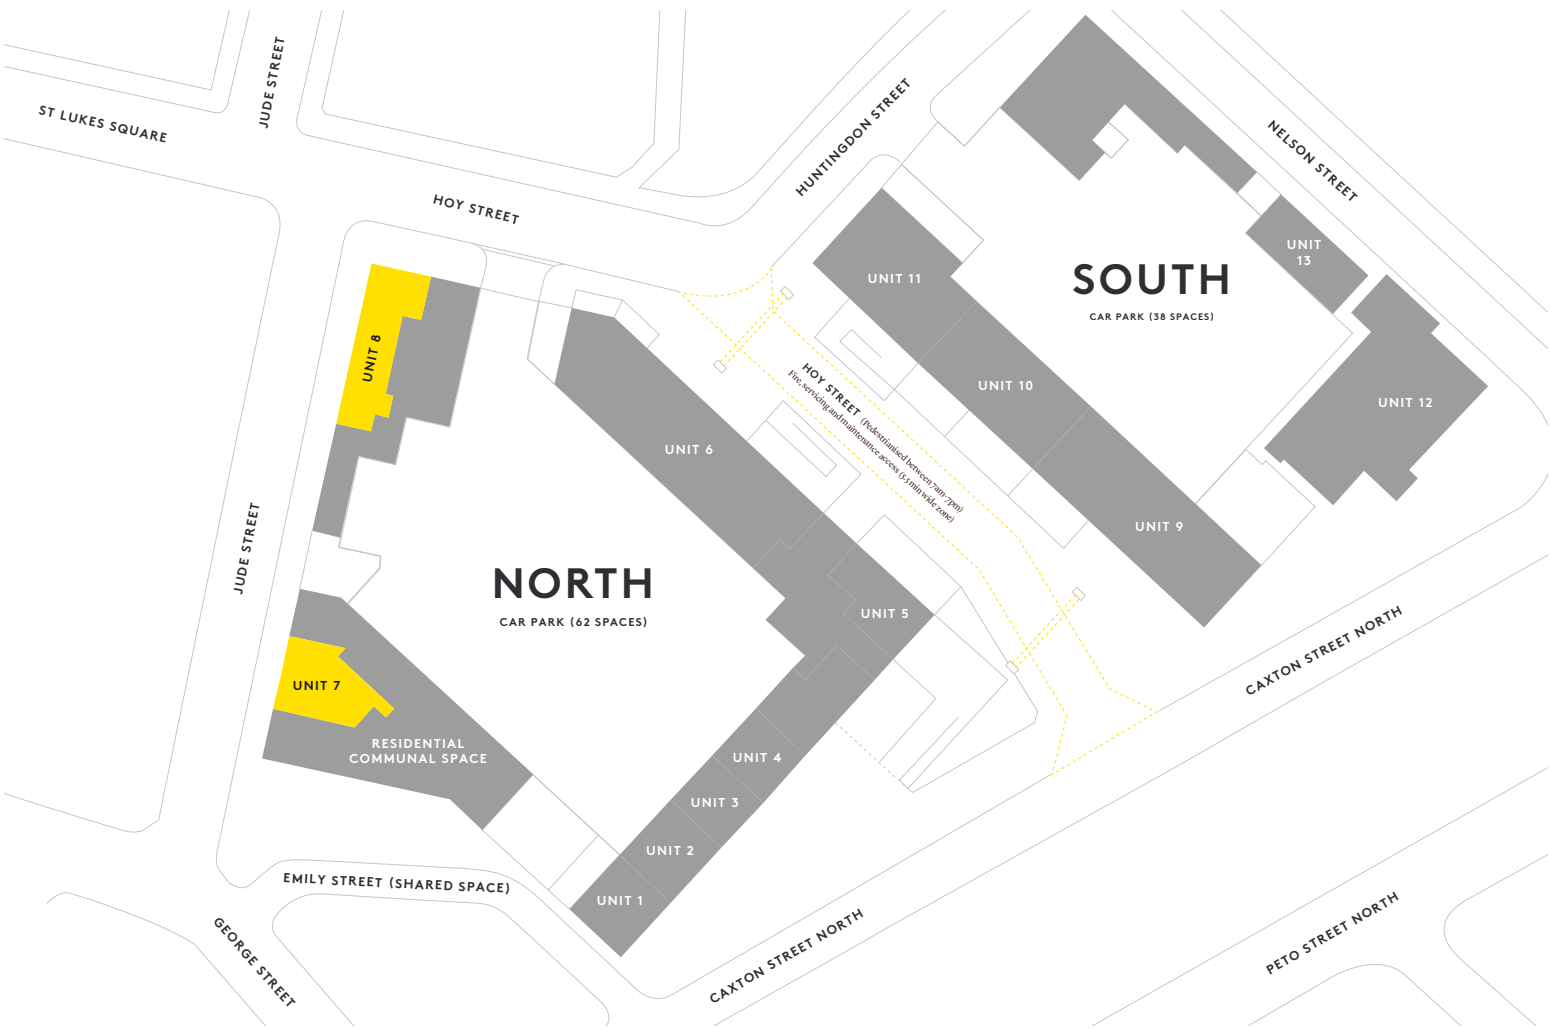 JUDE STREET
ST LUKES SQUARE
HOY STREET
HUNTINGDON STREET
NELSON STREET
UNIT
13
UNIT 11
SOUTH
CAR PARK (38 SPACES)
UNIT 8
UNIT 10
UNIT 12
HOY STREET (Pedestrianised between 7am-7pm)
Fire, servicing and maintenance access (3.5 min wide zone)
UNIT 6
UNIT 9
JUDE STREET
NORTH
CAR PARK (62 SPACES)
UNIT 5
CAXTON STREET NORTH
UNIT 7
RESIDENTIAL
COMMUNAL SPACE
UNIT 4
UNIT 3
UNIT 2
UNIT 1
EMILY STREET (SHARED SPACE)
GEORGE STREET
CAXTON STREET NORTH
PETO STREET NORTH